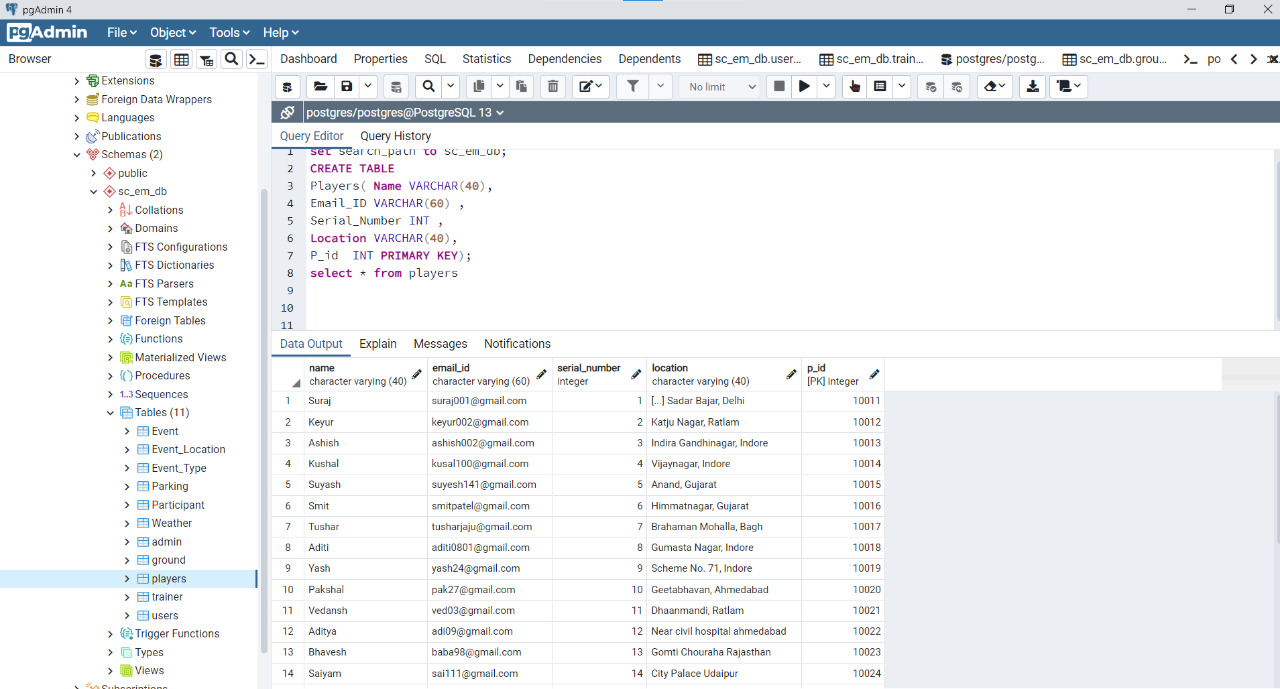 pgAdmin 4
pgAdmin File Object Tools Help
Browser
Dashboard Properties SQL Statistics Dependencies Dependents sc_em_db.user... sc_em_db.train... postgres/postg... sc_em_db.grou... po
No limit
postgres/postgres@PostgreSQL 13
Query Editor Query History
Extensions
Foreign Data Wrappers
Languages
Publications
Schemas (2)
public
sc_em_db
Collations
Domains
FTS Configurations
FTS Dictionaries
FTS Parsers
FTS Templates
Foreign Tables
Functions
Materialized Views
Procedures
Sequences
Tables (11)
Event
Event_Location
Event_Type
Parking
Participant
Weather
admin
ground
players
trainer
users
Trigger Functions
Types
Views
Subscriptions
1 set search_path to sc_em_db;
2 CREATE TABLE
3 Players( Name VARCHAR(40),
4 Email_ID VARCHAR(60) ,
5 Serial_Number INT ,
6 Location VARCHAR(40),
7 P_id  INT PRIMARY KEY);
8 select * from players
9
10
11
Data Output Explain Messages Notifications
name email_id serial_number location p_id
character varying (40) character varying (60) integer character varying (40) [PK] integer
1 Suraj suraj001@gmail.com 1 [...] Sadar Bajar, Delhi 10011
2 Keyur keyur002@gmail.com 2 Katju Nagar, Ratlam 10012
3 Ashish ashish002@gmail.com 3 Indira Gandhinagar, Indore 10013
4 Kushal kusal100@gmail.com 4 Vijaynagar, Indore 10014
5 Suyash suyesh141@gmail.com 5 Anand, Gujarat 10015
6 Smit smitpatel@gmail.com 6 Himmatnagar, Gujarat 10016
7 Tushar tusharjaju@gmail.com 7 Brahaman Mohalla, Bagh 10017
8 Aditi aditi0801@gmail.com 8 Gumasta Nagar, Indore 10018
9 Yash yash24@gmail.com 9 Scheme No. 71, Indore 10019
10 Pakshal pak27@gmail.com 10 Geetabhavan, Ahmedabad 10020
11 Vedansh ved03@gmail.com 11 Dhaanmandi, Ratlam 10021
12 Aditya adi09@gmail.com 12 Near civil hospital ahmedabad 10022
13 Bhavesh baba98@gmail.com 13 Gomti Chouraha Rajasthan 10023
14 Saiyam sai111@gmail.com 14 City Palace Udaipur 10024